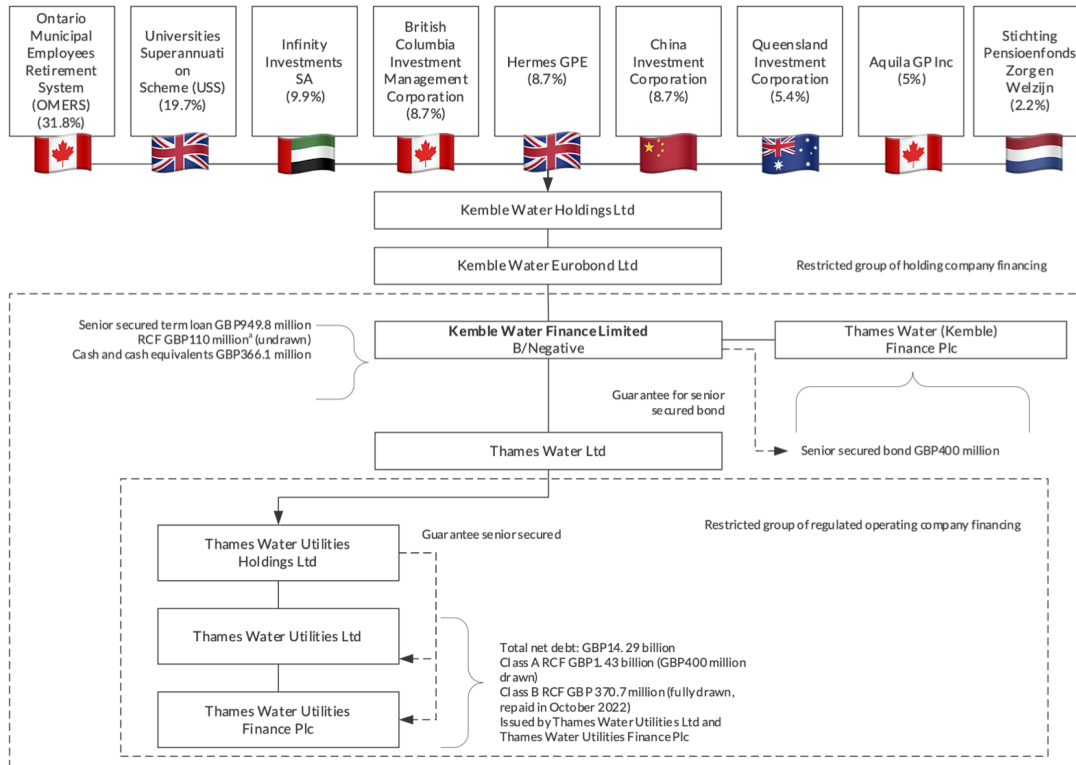 Ontario
Municipal
Employees
Retirement
System
(OMERS)
(31.8%)
Universities
Superannuati
on
Scheme (USS)
(19.7%)
Infinity
Investments
SA
(9.9%)
British
Columbia
Investment
Management
Corporation
(8.7%)
Hermes GPE
(8.7%)
China
Investment
Corporation
(8.7%)
Queensland
Investment
Corporation
(5.4%)
Aquila GP Inc
(5%)
Stichting
Pensioenfonds
Zorg en
Welzijn
(2.2%)
Kemble Water Holdings Ltd
Kemble Water Eurobond Ltd
Restricted group of holding company financing
Senior secured term loan GBP949.8 million
RCF GBP110 millionᵃ (undrawn)
Cash and cash equivalents GBP366.1 million
Kemble Water Finance Limited
B/Negative
Thames Water (Kemble)
Finance Plc
Guarantee for senior
secured bond
Thames Water Ltd
Senior secured bond GBP400 million
Restricted group of regulated operating company financing
Thames Water Utilities
Holdings Ltd
Guarantee senior secured
Thames Water Utilities Ltd
Thames Water Utilities
Finance Plc
Total net debt: GBP14. 29 billion
Class A RCF GBP1. 43 billion (GBP400 million
drawn)
Class B RCF GBP 370.7 million (fully drawn,
repaid in October 2022)
Issued by Thames Water Utilities Ltd and
Thames Water Utilities Finance Plc